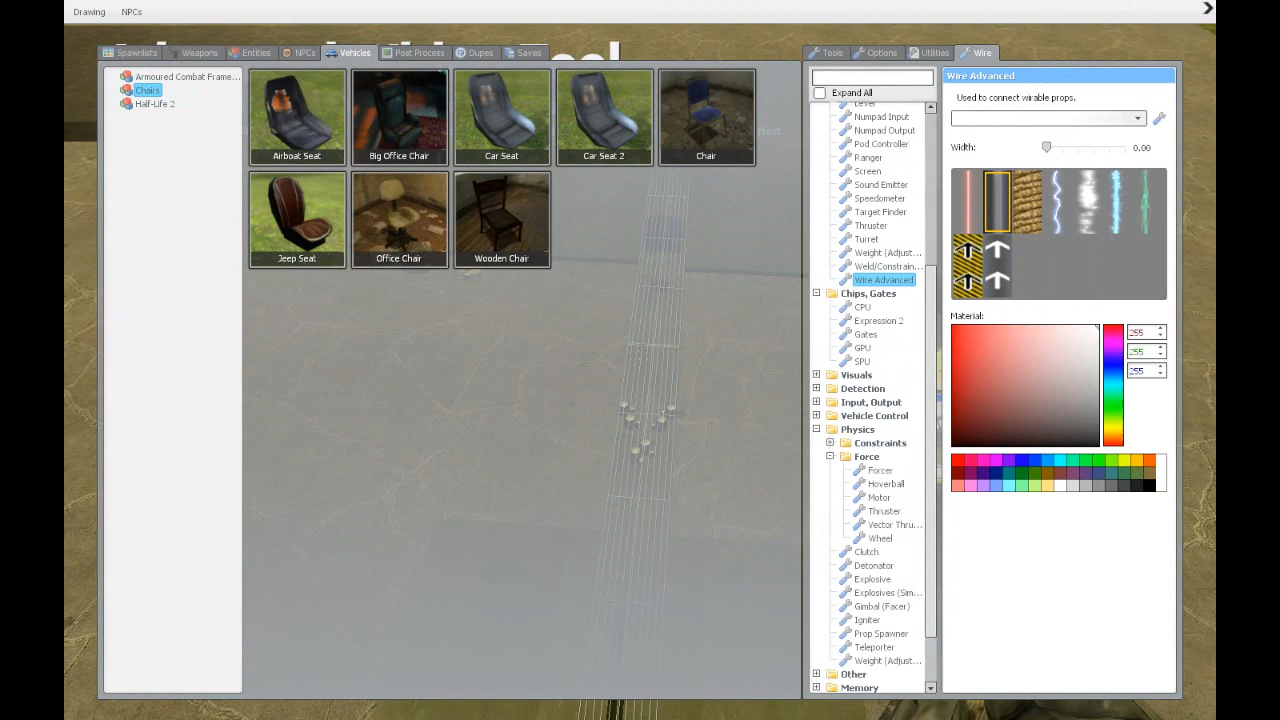 Drawing NPCs
Spawnlists Weapons Entities NPCs Vehicles Post Process Dupes Saves
Armoured Combat Frame...
Chairs
Half-Life 2
Airboat Seat
Big Office Chair
Car Seat
Car Seat 2
Chair
Next
Jeep Seat
Office Chair
Wooden Chair
Tools Options Utilities Wire
Expand All
Level
Numpad Input
Numpad Output
Pod Controller
Ranger
Screen
Sound Emitter
Speedometer
Target Finder
Thruster
Turret
Weight (Adjust...
Weld/Constrain...
Wire Advanced
Chips, Gates
CPU
Expression 2
Gates
GPU
SPU
Visuals
Detection
Input, Output
Vehicle Control
Physics
Constraints
Force
Forcer
Hoverball
Motor
Thruster
Vector Thru...
Wheel
Clutch
Detonator
Explosive
Explosives (Sim...
Gimbal (Facer)
Igniter
Prop Spawner
Teleporter
Weight (Adjust...
Other
Memory
Wire Advanced
Used to connect wirable props.
Width: 0.00
Material:
255
255
255